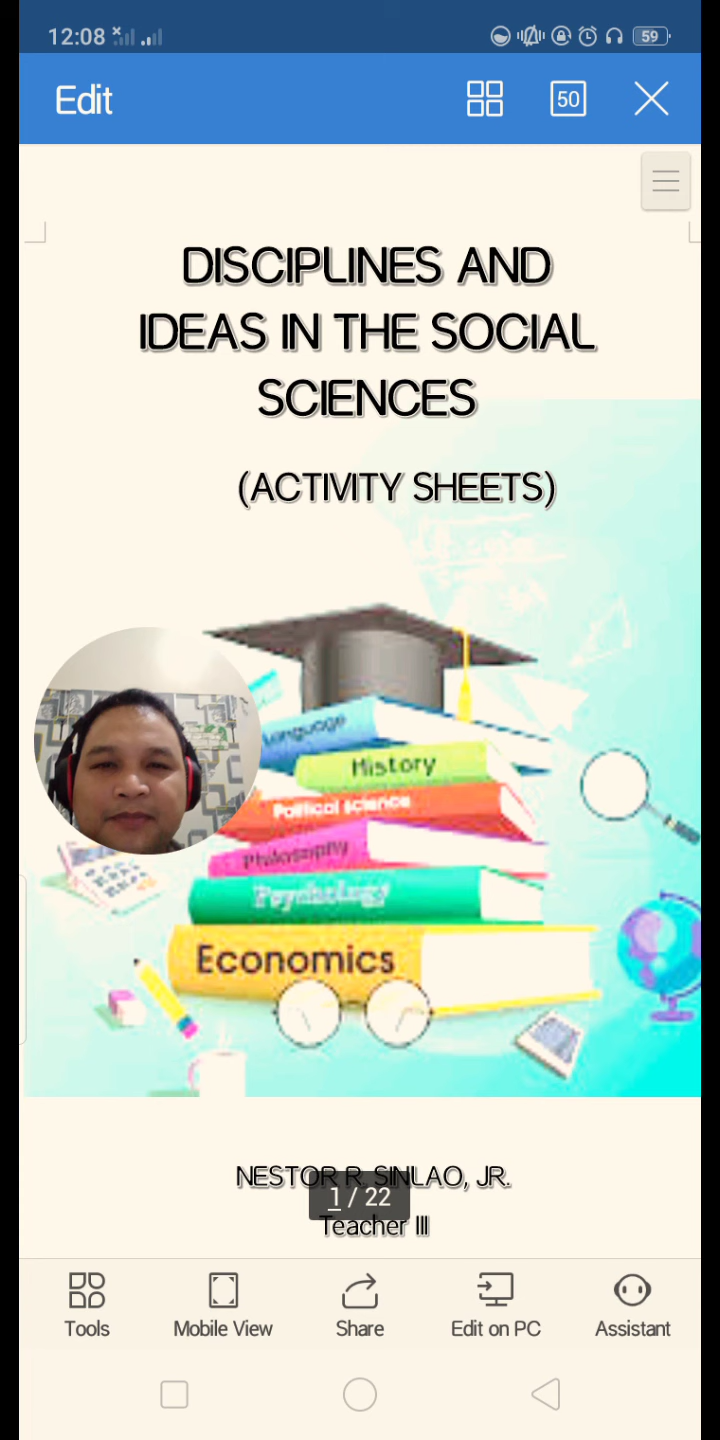 12:08
59
Edit
50
DISCIPLINES AND
IDEAS IN THE SOCIAL
SCIENCES
(ACTIVITY SHEETS)
Language
History
Political science
Philosophy
Psychology
Economics
NESTOR R. SINLAO, JR.
1 / 22
Teacher III
Tools
Mobile View
Share
Edit on PC
Assistant